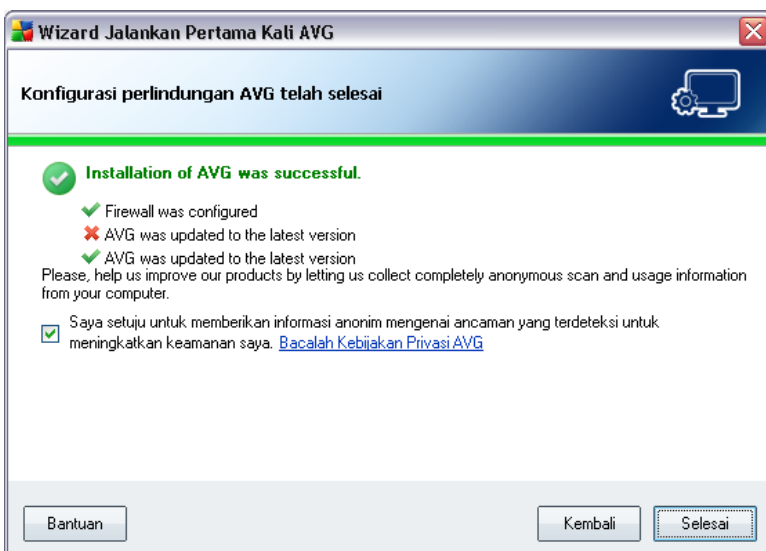 Wizard Jalankan Pertama Kali AVG
Konfigurasi perlindungan AVG telah selesai
Installation of AVG was successful.
Firewall was configured
AVG was updated to the latest version
AVG was updated to the latest version
Please, help us improve our products by letting us collect completely anonymous scan and usage information
from your computer.
Saya setuju untuk memberikan informasi anonim mengenai ancaman yang terdeteksi untuk
meningkatkan keamanan saya. Bacalah Kebijakan Privasi AVG
Bantuan
Kembali
Selesai